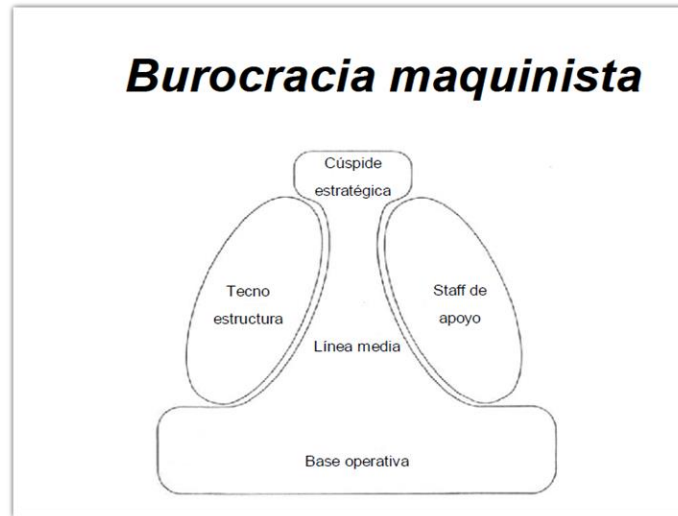 Burocracia maquinista
Cúspide
estratégica
Tecno
estructura
Staff de
apoyo
Línea media
Base operativa